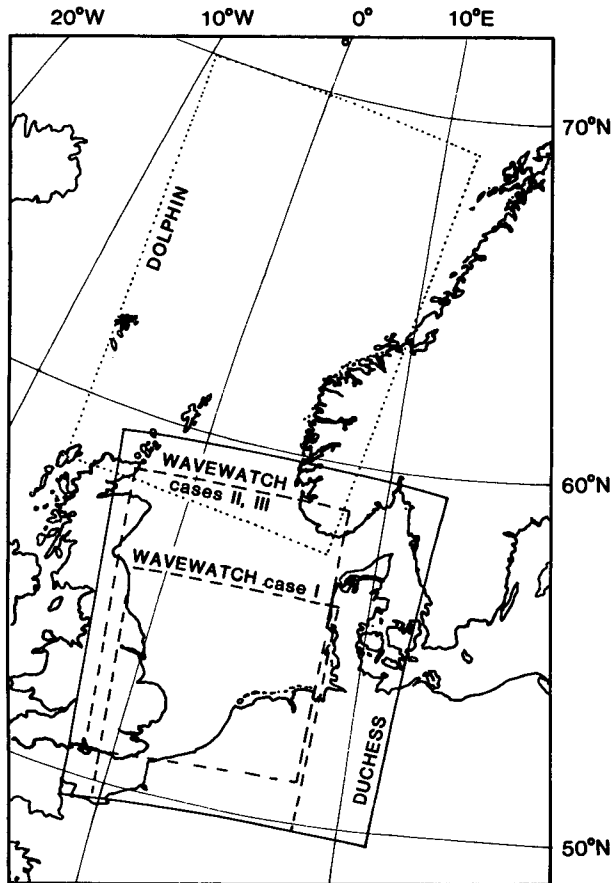 20°W
10°W
0°
10°E
70°N
DOLPHIN
60°N
WAVEWATCH
cases II, III
WAVEWATCH case I
DUCHESS
50°N